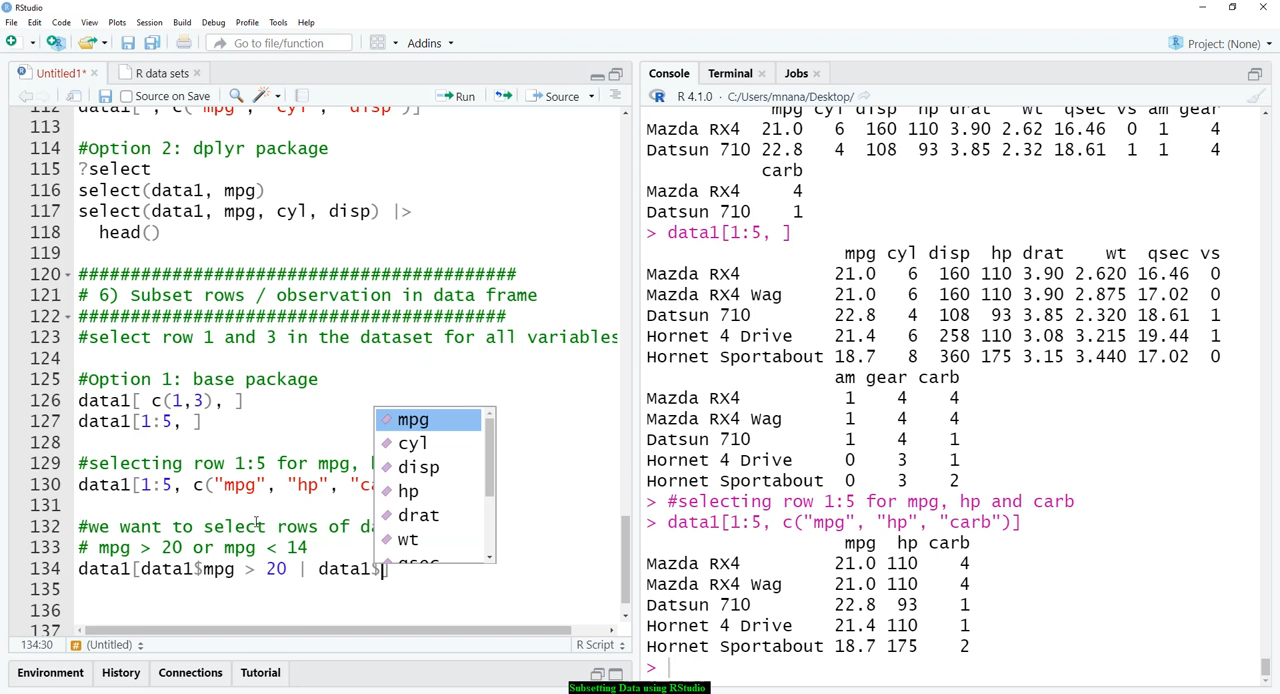 RStudio
File Edit Code View Plots Session Build Debug Profile Tools Help
Go to file/function Addins Project: (None)
Untitled1* R data sets
Source on Save Run Source
112 data1[ , c("mpg", "cyl", "disp")]
113
114 #Option 2: dplyr package
115 ?select
116 select(data1, mpg)
117 select(data1, mpg, cyl, disp) |>
118 head()
119
120 ##########################################
121 # 6) Subset rows / observation in data frame
122 #########################################
123 #select row 1 and 3 in the dataset for all variables
124
125 #Option 1: base package
126 data1[ c(1,3), ]
127 data1[1:5, ]
128
129 #selecting row 1:5 for mpg,
130 data1[1:5, c("mpg", "hp", "ca
131
132 #we want to select rows of da
133 # mpg > 20 or mpg < 14
134 data1[data1$mpg > 20 | data1$]
135
136
137
mpg
cyl
disp
hp
drat
wt
qsec
134:30 (Untitled) R Script
Environment History Connections Tutorial
Console Terminal Jobs
R 4.1.0 · C:/Users/mnana/Desktop/
mpg cyl disp hp drat wt qsec vs am gear
Mazda RX4 21.0 6 160 110 3.90 2.62 16.46 0 1 4
Datsun 710 22.8 4 108 93 3.85 2.32 18.61 1 1 4
carb
Mazda RX4 4
Datsun 710 1
> data1[1:5, ]
mpg cyl disp hp drat wt qsec vs
Mazda RX4 21.0 6 160 110 3.90 2.620 16.46 0
Mazda RX4 Wag 21.0 6 160 110 3.90 2.875 17.02 0
Datsun 710 22.8 4 108 93 3.85 2.320 18.61 1
Hornet 4 Drive 21.4 6 258 110 3.08 3.215 19.44 1
Hornet Sportabout 18.7 8 360 175 3.15 3.440 17.02 0
am gear carb
Mazda RX4 1 4 4
Mazda RX4 Wag 1 4 4
Datsun 710 1 4 1
Hornet 4 Drive 0 3 1
Hornet Sportabout 0 3 2
> #selecting row 1:5 for mpg, hp and carb
> data1[1:5, c("mpg", "hp", "carb")]
mpg hp carb
Mazda RX4 21.0 110 4
Mazda RX4 Wag 21.0 110 4
Datsun 710 22.8 93 1
Hornet 4 Drive 21.4 110 1
Hornet Sportabout 18.7 175 2
>
Subsetting Data using RStudio